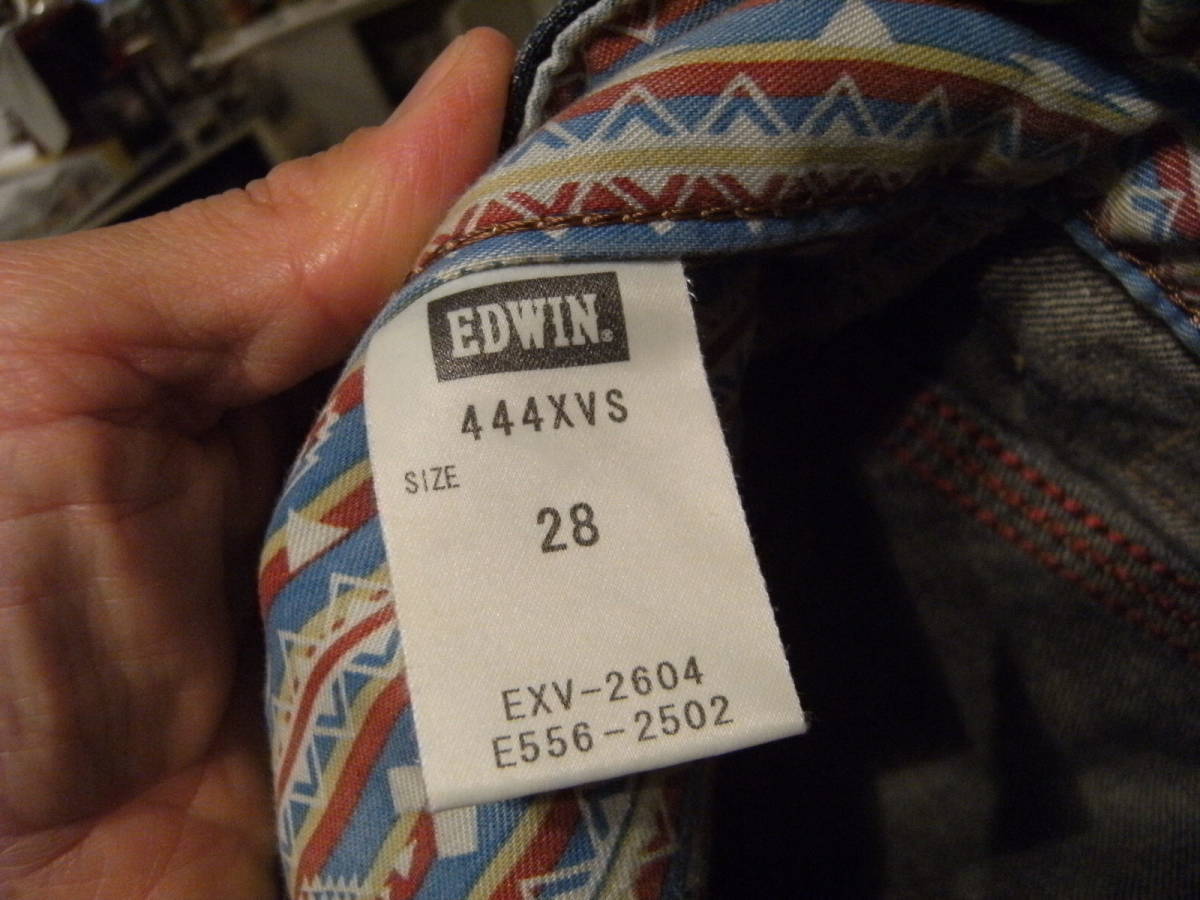 EDWIN.
444XVS
SIZE
28
EXV-2604
E556-2502